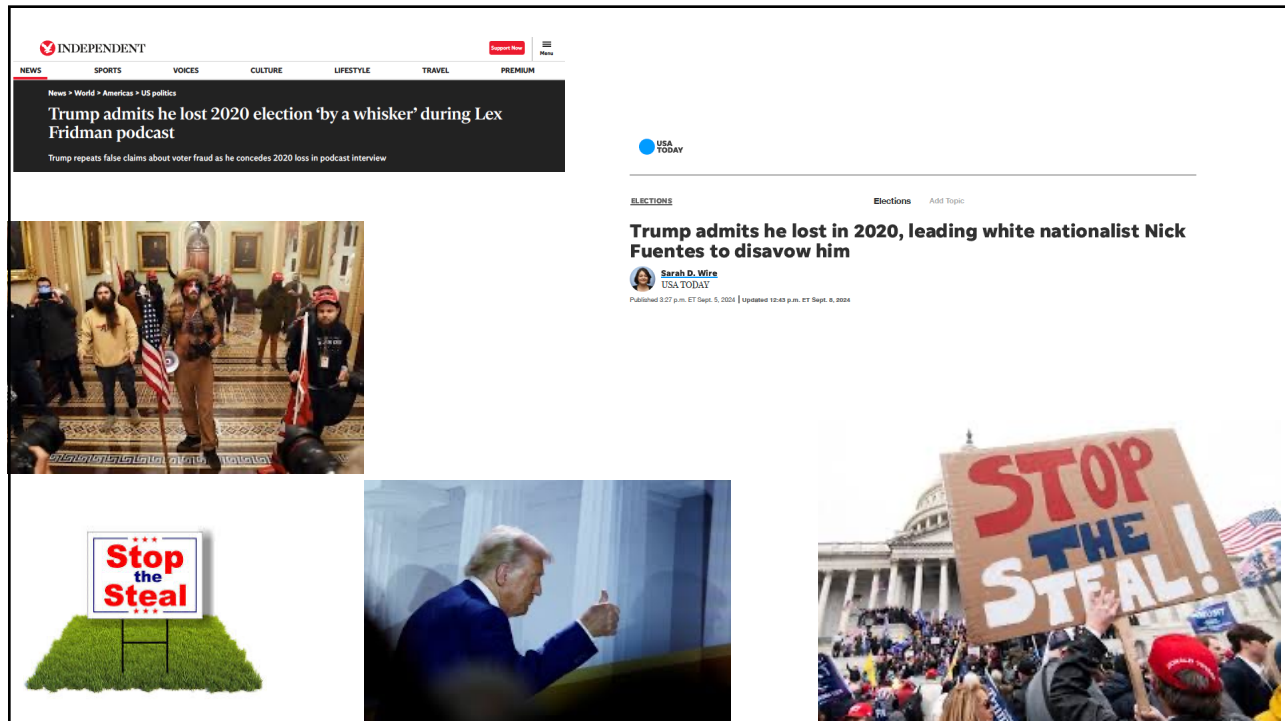 INDEPENDENT
Support Now
Menu
NEWS SPORTS VOICES CULTURE LIFESTYLE TRAVEL PREMIUM
News > World > Americas > US politics
Trump admits he lost 2020 election ‘by a whisker’ during Lex
Fridman podcast
Trump repeats false claims about voter fraud as he concedes 2020 loss in podcast interview
USA
TODAY
ELECTIONS
Elections Add Topic
Trump admits he lost in 2020, leading white nationalist Nick
Fuentes to disavow him
Sarah D. Wire
USA TODAY
Published 3:27 p.m. ET Sept. 5, 2024 | Updated 12:43 p.m. ET Sept. 8, 2024
Stop
the
Steal
STOP
THE
STEAL!
TRUMP
DONALD TRUMP